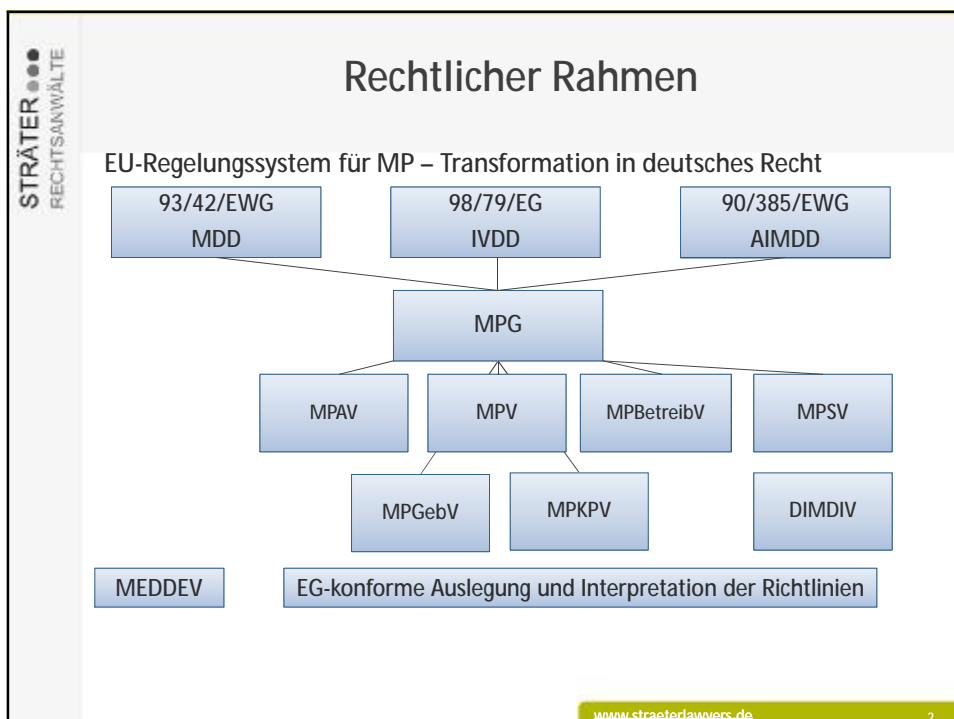 STRÄTER
RECHTSANWÄLTE
Rechtlicher Rahmen
EU-Regelungssystem für MP – Transformation in deutsches Recht
93/42/EWG
MDD
98/79/EG
IVDD
90/385/EWG
AIMDD
MPG
MPAV
MPV
MPBetreibV
MPSV
MPGebV
MPKPV
DIMDIV
MEDDEV
EG-konforme Auslegung und Interpretation der Richtlinien
www.straeterlawyers.de
2